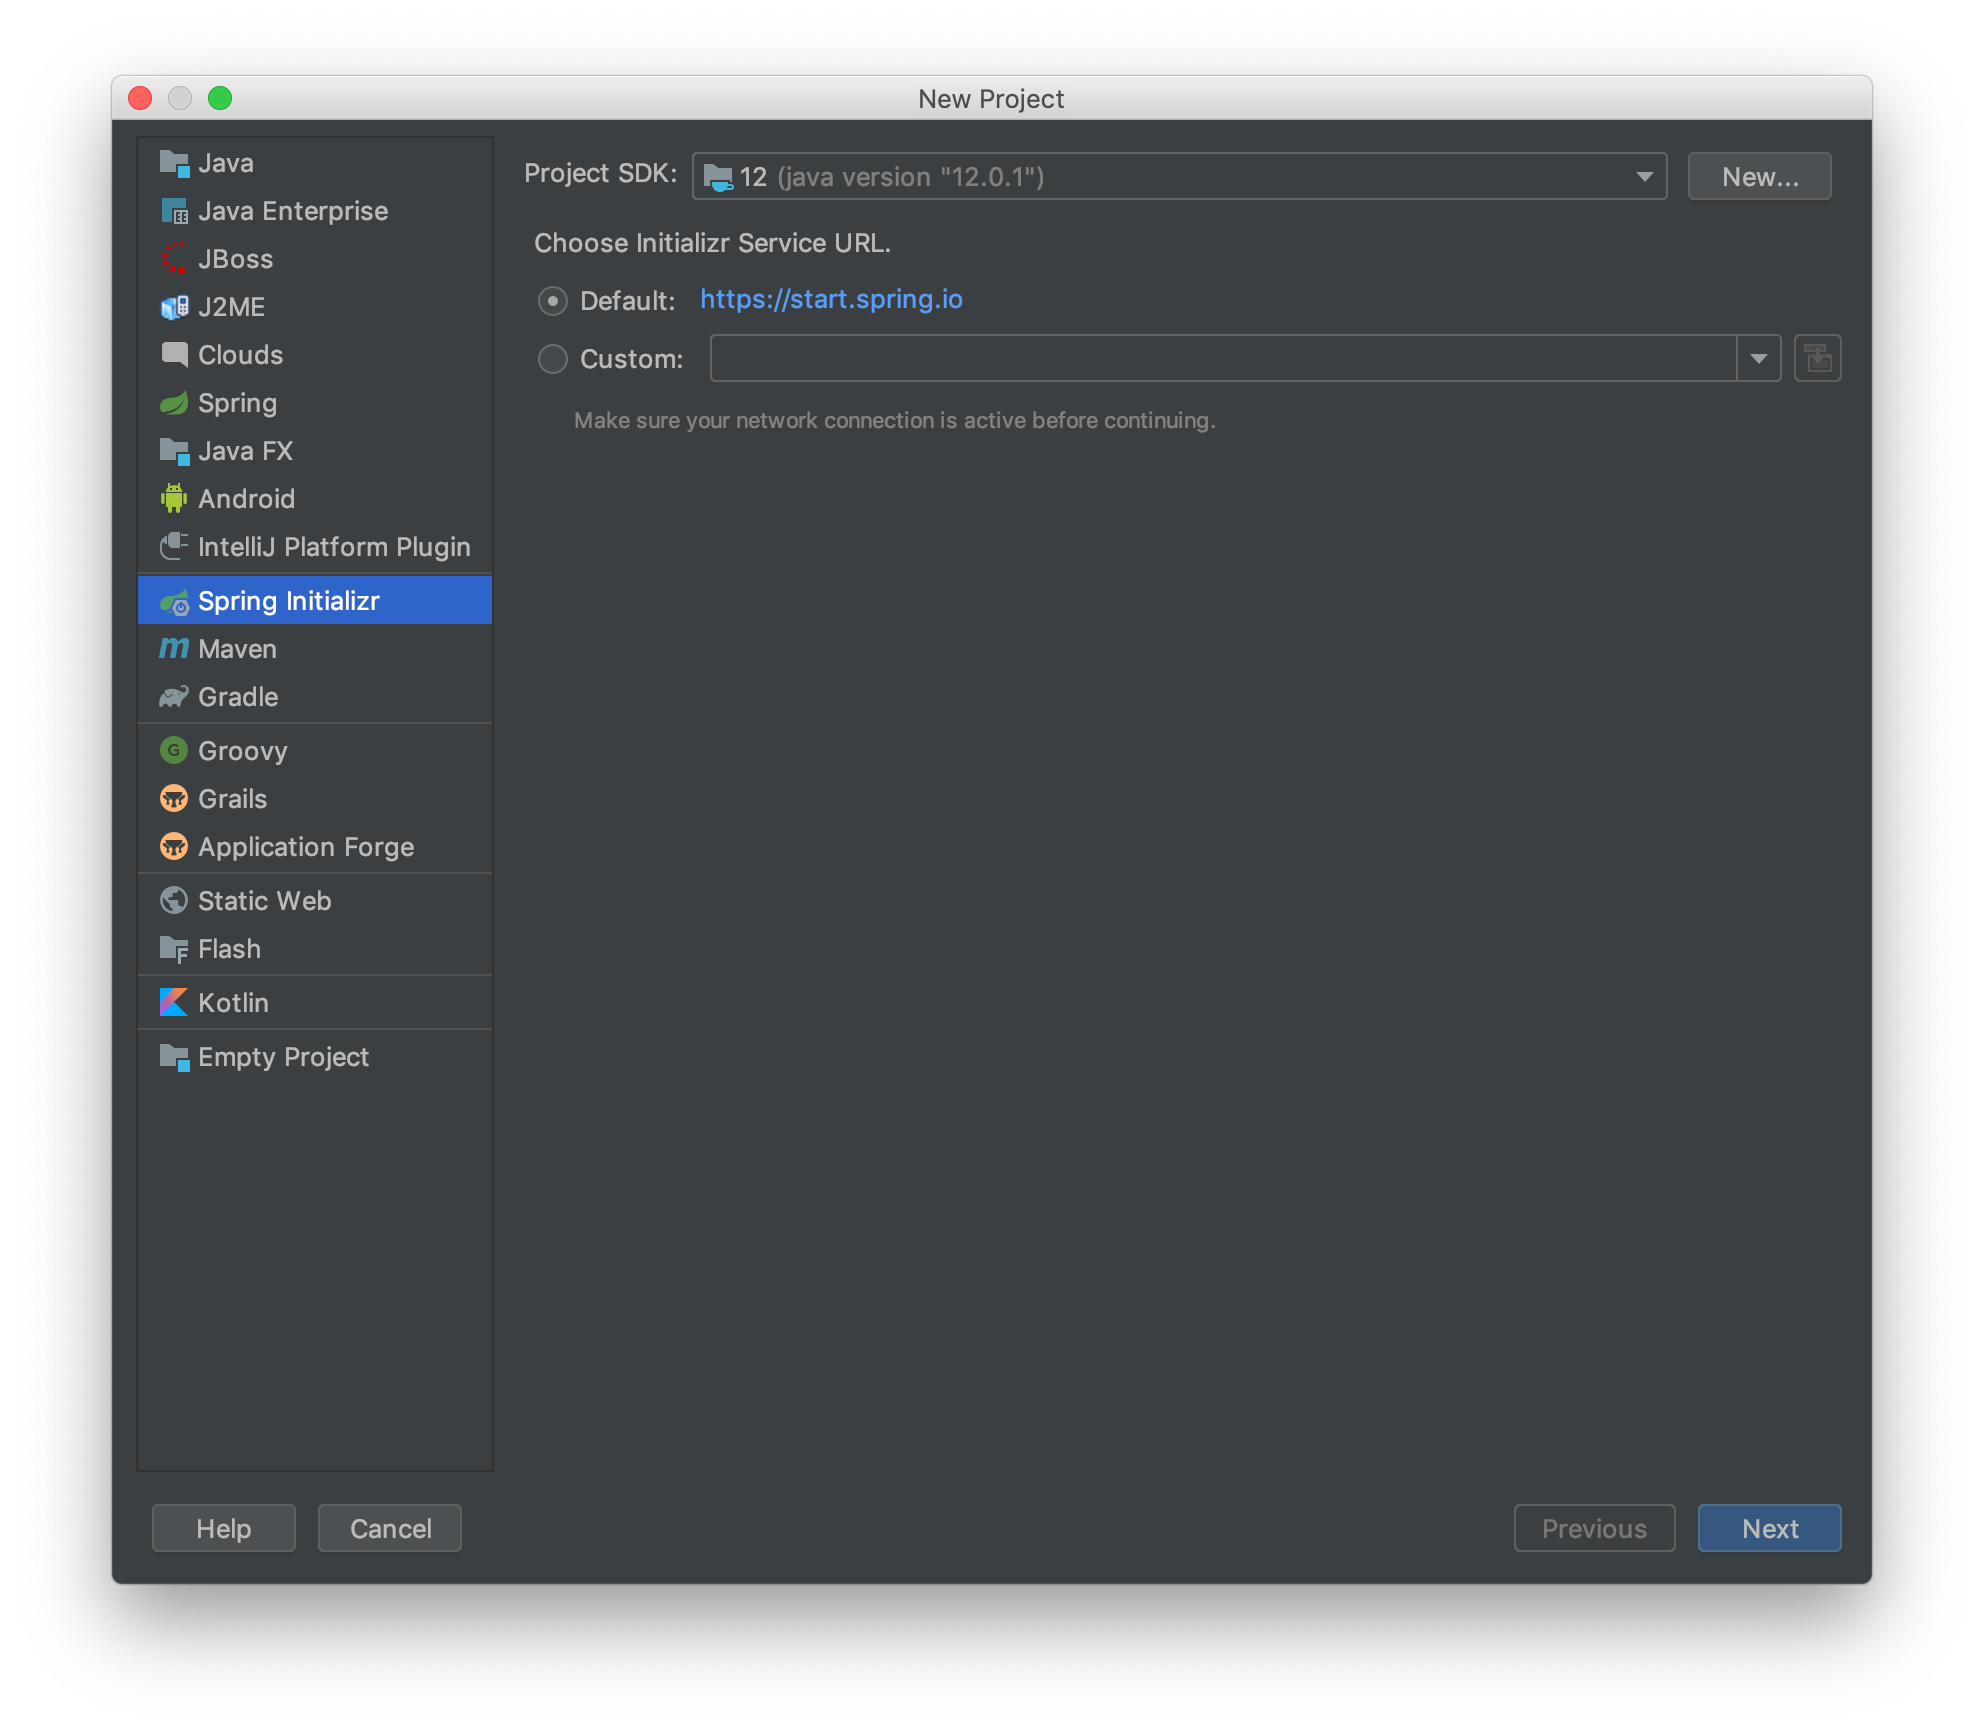 New Project
Java
Java Enterprise
JBoss
J2ME
Clouds
Spring
Java FX
Android
IntelliJ Platform Plugin
Spring Initializr
m Maven
Gradle
G Groovy
Grails
Application Forge
Static Web
F Flash
Kotlin
Empty Project
Project SDK: 12 (java version "12.0.1") New...
Choose Initializr Service URL.
Default: https://start.spring.io
Custom:
Make sure your network connection is active before continuing.
Help Cancel Previous Next